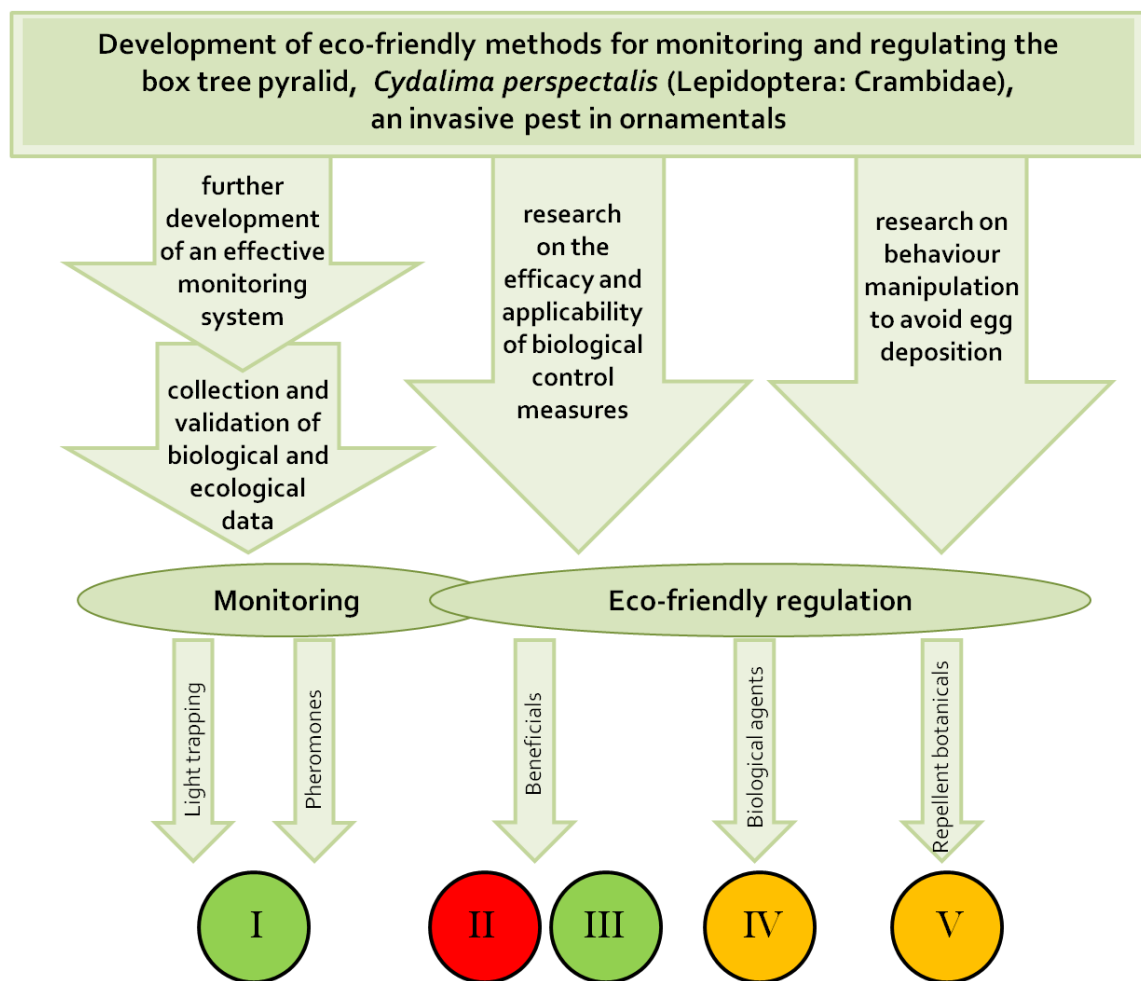 Development of eco-friendly methods for monitoring and regulating the
box tree pyralid, Cydalima perspectalis (Lepidoptera: Crambidae),
an invasive pest in ornamentals
further
development
of an effective
monitoring
system
collection and
validation of
biological and
ecological
data
research
on the
efficacy and
applicability
of biological
control
measures
research on
behaviour
manipulation
to avoid egg
deposition
Monitoring
Eco-friendly regulation
Light trapping
Pheromones
Beneficials
Biological agents
Repellent botanicals
I
II
III
IV
V